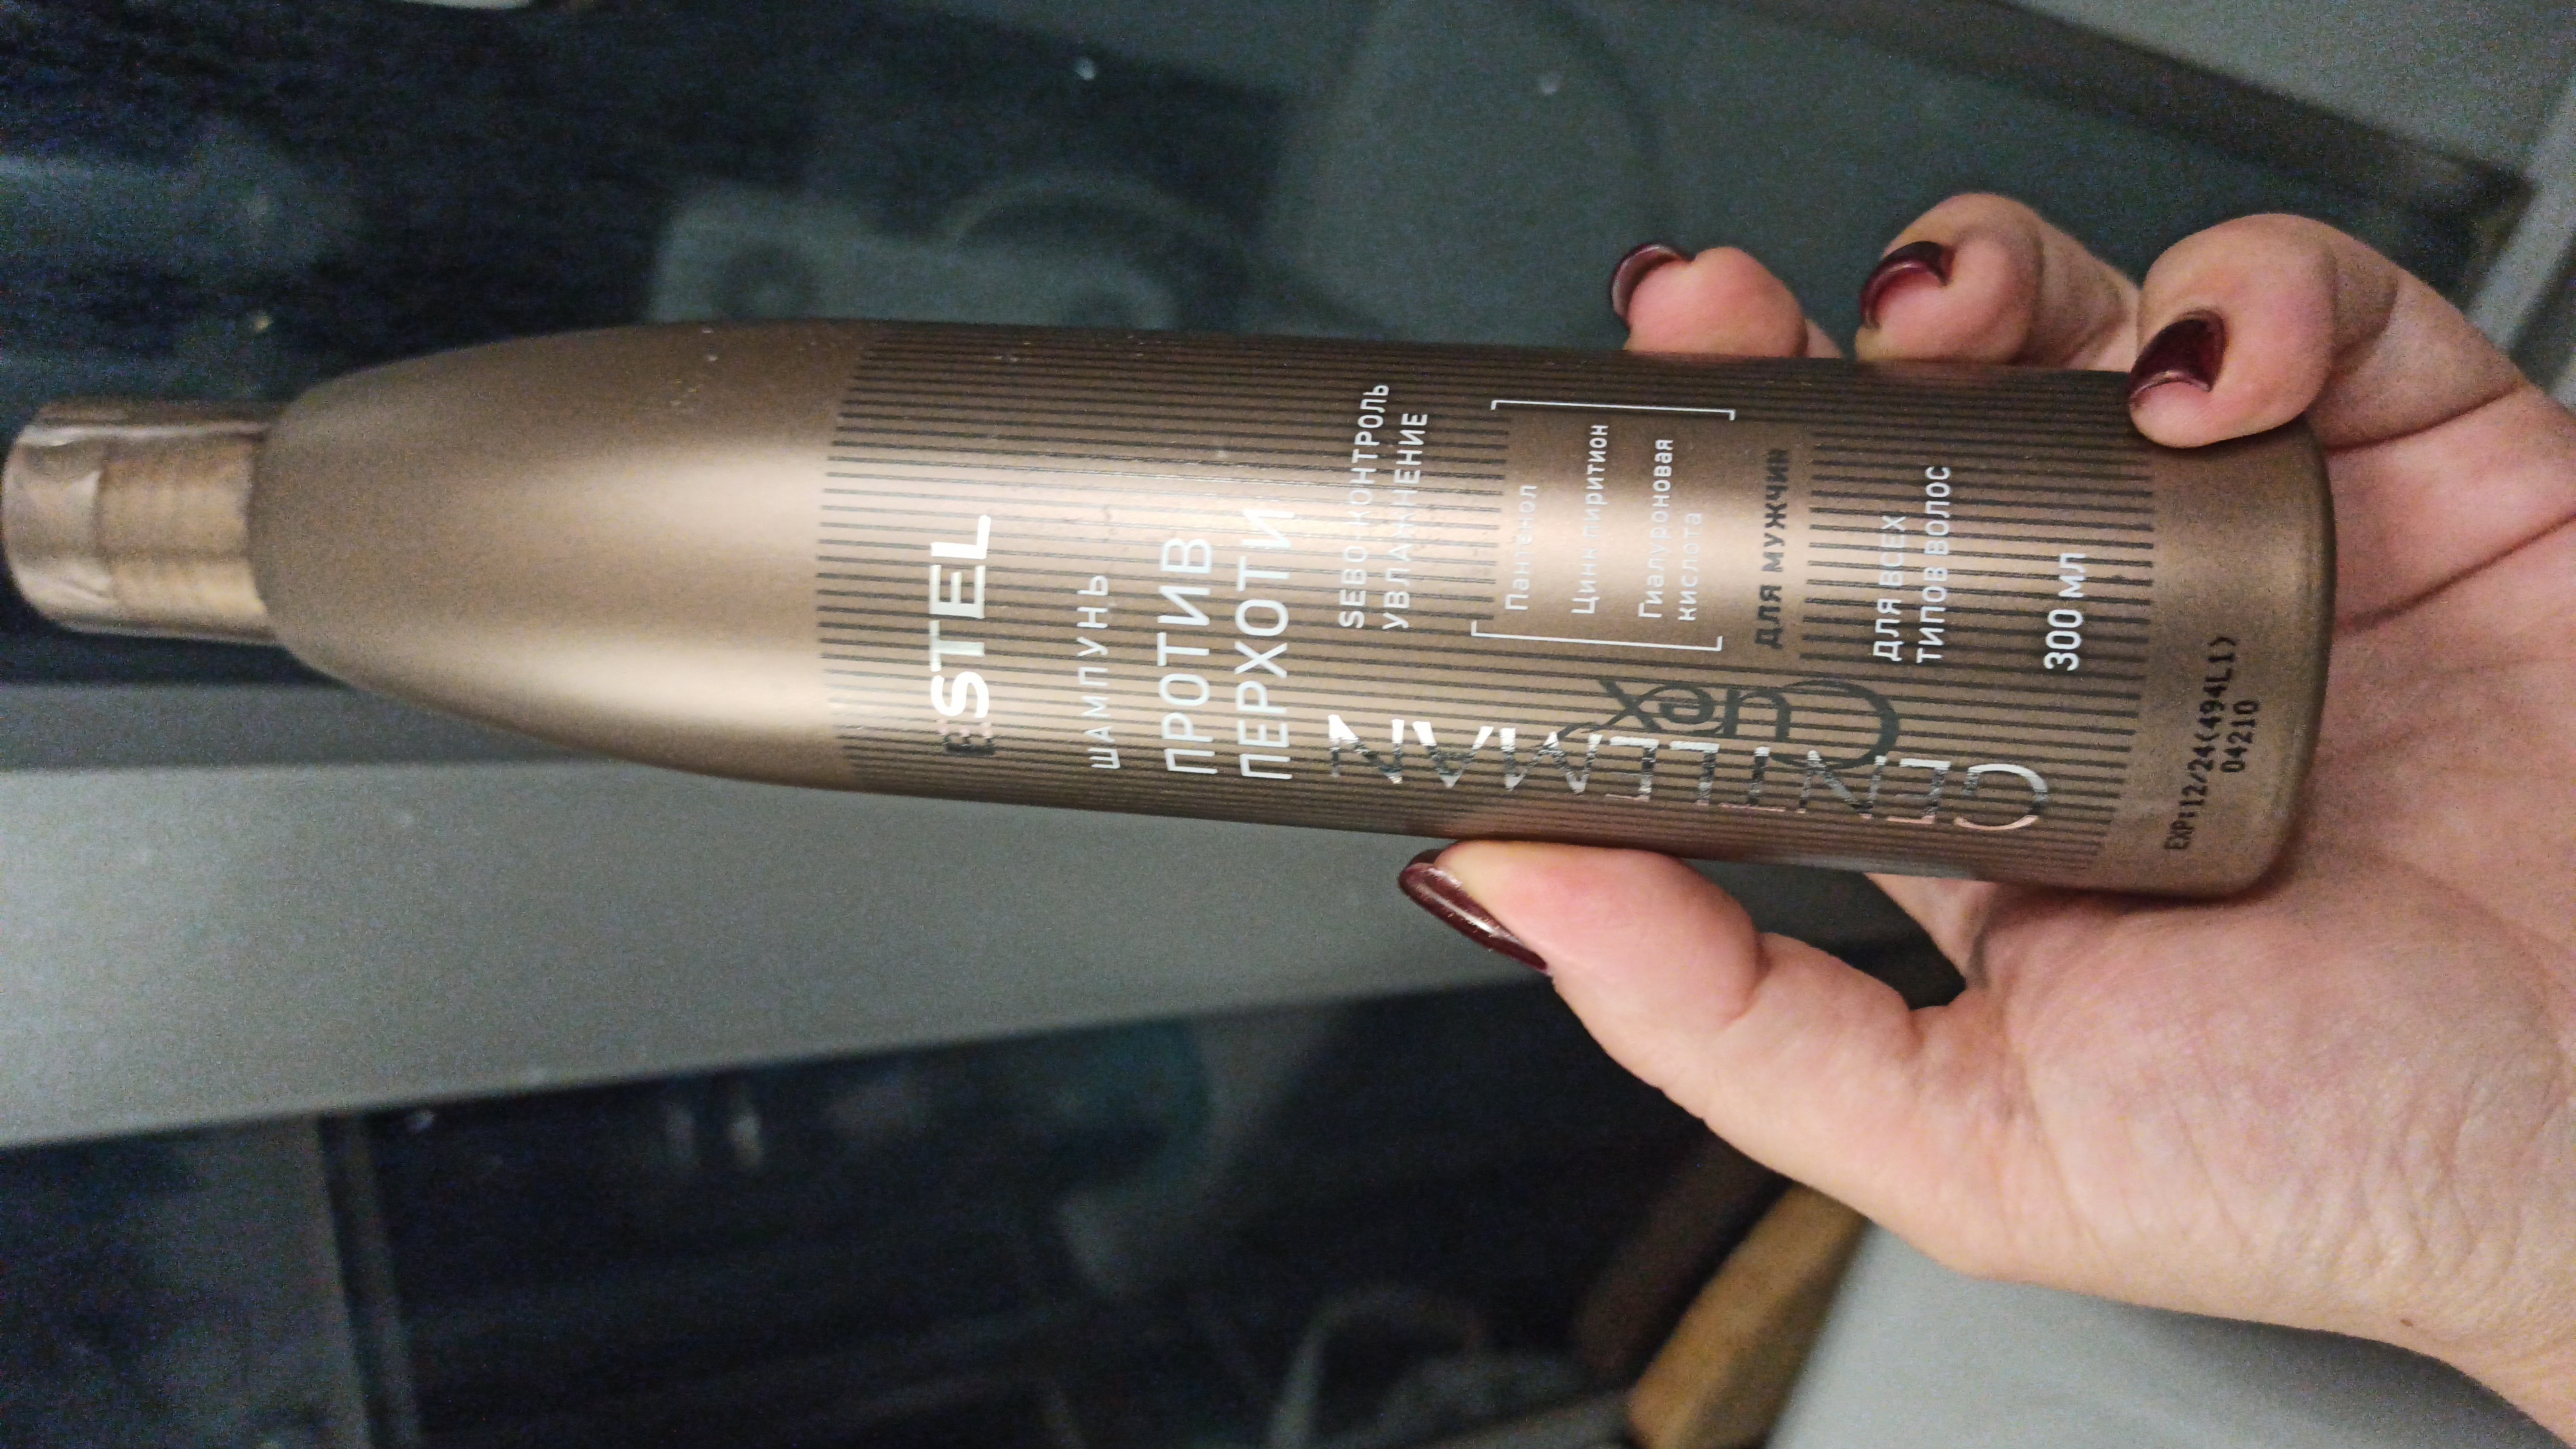 ESTEL
ШАМПУНЬ
ПРОТИВ
ПЕРХОТИ
SEBO-КОНТРОЛЬ
УВЛАЖНЕНИЕ
Пантенол
Цинк пиритион
Гиалуроновая
кислота
ДЛЯ МУЖЧИН
GENTLEMAN
Curex
ДЛЯ ВСЕХ
ТИПОВ ВОЛОС
300 МЛ
EXP:12/24(494L1)
04210